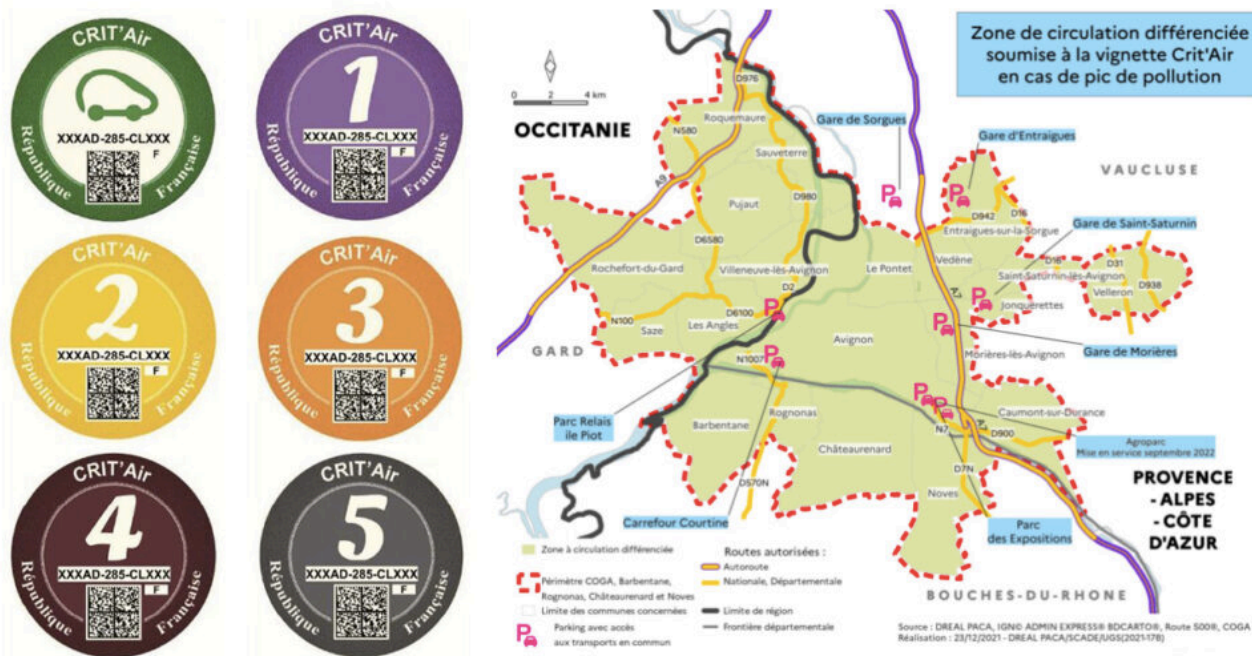 CRIT'Air
XXXAD-285-CLXXX
F
République Française
CRIT'Air
1
XXXAD-285-CLXXX
F
République Française
CRIT'Air
2
XXXAD-285-CLXXX
F
République Française
CRIT'Air
3
XXXAD-285-CLXXX
F
République Française
CRIT'Air
4
XXXAD-285-CLXXX
F
République Française
CRIT'Air
5
XXXAD-285-CLXXX
F
République Française
Zone de circulation différenciée
soumise à la vignette Crit'Air
en cas de pic de pollution
0 2 4 km
OCCITANIE
D976
Roquemaure
N580
Sauveterre
Gare de Sorgues
Gare d'Entraigues
VAUCLUSE
A9
Pujaut
D980
D942
D16
Entraigues-sur-la-Sorgue
Gare de Saint-Saturnin
D6580
Rochefort-du-Gard
Villeneuve-lès-Avignon
Le Pontet
Vedène
D16
D31
Saint-Saturnin-lès-Avignon
Velleron
D938
D2
A7
Jonquerettes
N100
Saze
Les Angles
D6100
P
Avignon
GARD
N1007
Morières-lès-Avignon
Gare de Morières
Parc Relais
ile Piot
Barbentane
Rognonas
Caumont-sur-Durance
Châteaurenard
N7
A7
D900
Agroparc
Mise en service septembre 2022
D570N
D7N
Noves
PROVENCE
- ALPES
- CÔTE
D'AZUR
Carrefour Courtine
Parc
des Expositions
Zone à circulation différenciée
Périmètre COGA, Barbentane,
Rognonas, Châteaurenard et Noves
Limite des communes concernées
P
Parking avec accès
aux transports en commun
Routes autorisées :
Autoroute
Nationale, Départementale
Limite de région
Frontière départementale
BOUCHES-DU-RHONE
Source : DREAL PACA, IGN© ADMIN EXPRESS® BDCARTO®, Route 500®, COGA
Réalisation : 23/12/2021 - DREAL PACA/SCADE/UGS(2021-178)